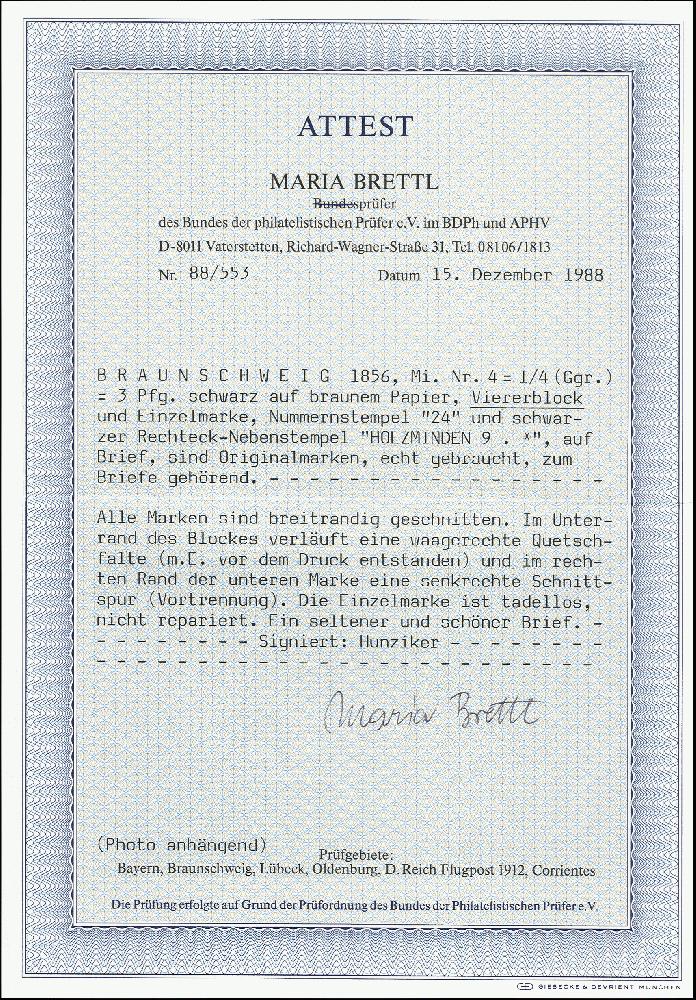 ATTEST
MARIA BRETTL
Bundesprüfer
des Bundes der philatelistischen Prüfer e.V. im BDPh und APHV
D-8011 Vaterstetten, Richard-Wagner-Straße 31, Tel. 08106/1813
Nr. 88/553 Datum 15. Dezember 1988
B R A U N S C H W E I G 1856, Mi. Nr. 4 = 1/4 (Ggr.)
= 3 Pfg. schwarz auf braunem Papier, Viererblock
und Einzelmarke, Nummernstempel "24" und schwar-
zer Rechteck-Nebenstempel "HOLZMINDEN 9 . *", auf
Brief, sind Originalmarken, echt gebraucht, zum
Briefe gehörend. - - - - - - - - - - - - - - - - -
Alle Marken sind breitrandig geschnitten. Im Unter-
rand des Blockes verläuft eine waagerechte Quetsch-
falte (m.E. vor dem Druck entstanden) und im rech-
ten Rand der unteren Marke eine senkrechte Schnitt-
spur (Vortrennung). Die Einzelmarke ist tadellos,
nicht repariert. Ein seltener und schöner Brief. -
- - - - - - - - Signiert: Hunziker - - - - - - - -
- - - - - - - - - - - - - - - - - - - - - - - - -
Maria Brettl
(Photo anhängend)
Prüfgebiete:
Bayern, Braunschweig, Lübeck, Oldenburg, D. Reich Flugpost 1912, Corrientes
Die Prüfung erfolgte auf Grund der Prüfordnung des Bundes der Philatelistischen Prüfer e.V.
GIESECKE & DEVRIENT MÜNCHEN